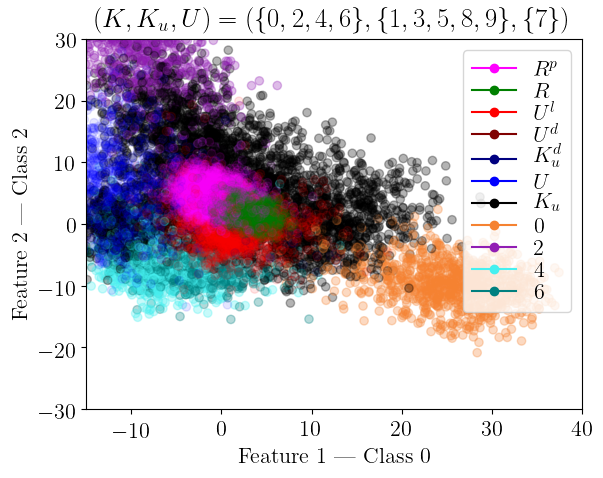 (K, K_u, U) = ({0, 2, 4, 6}, {1, 3, 5, 8, 9}, {7})
30
20
10
0
−10
−20
−30
Feature 2 — Class 2
R^p
R
U^l
U^d
K_u^d
U
K_u
0
2
4
6
−10
0
10
20
30
40
Feature 1 — Class 0